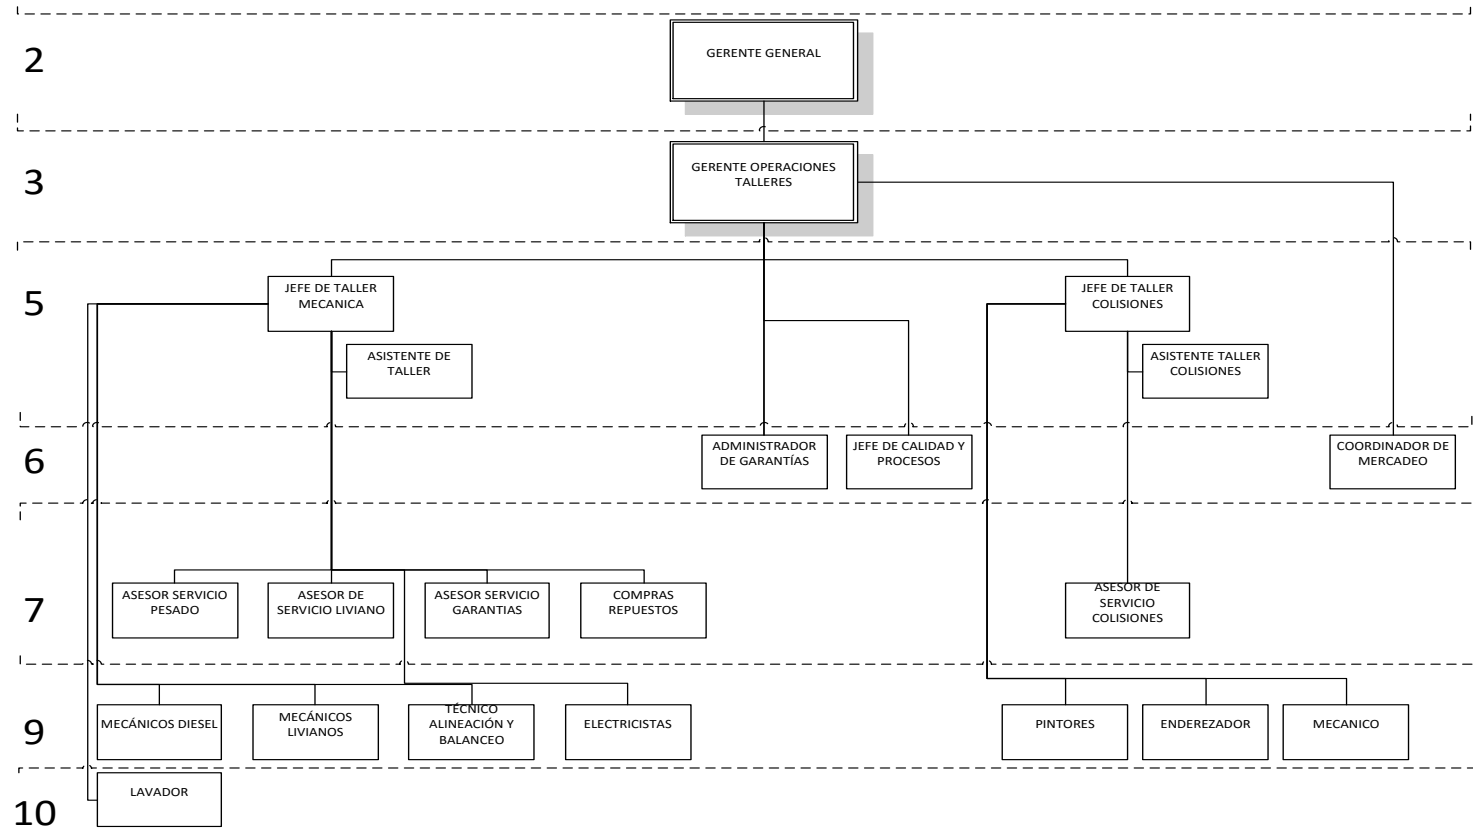 2
GERENTE GENERAL
3
GERENTE OPERACIONES
TALLERES
5
JEFE DE TALLER
MECANICA
JEFE DE TALLER
COLISIONES
ASISTENTE DE
TALLER
ASISTENTE TALLER
COLISIONES
6
ADMINISTRADOR
DE GARANTÍAS
JEFE DE CALIDAD Y
PROCESOS
COORDINADOR DE
MERCADEO
7
ASESOR SERVICIO
PESADO
ASESOR DE
SERVICIO LIVIANO
ASESOR SERVICIO
GARANTIAS
COMPRAS
REPUESTOS
ASESOR DE
SERVICIO
COLISIONES
9
MECÁNICOS DIESEL
MECÁNICOS
LIVIANOS
TÉCNICO
ALINEACIÓN Y
BALANCEO
ELECTRICISTAS
PINTORES
ENDEREZADOR
MECANICO
10
LAVADOR